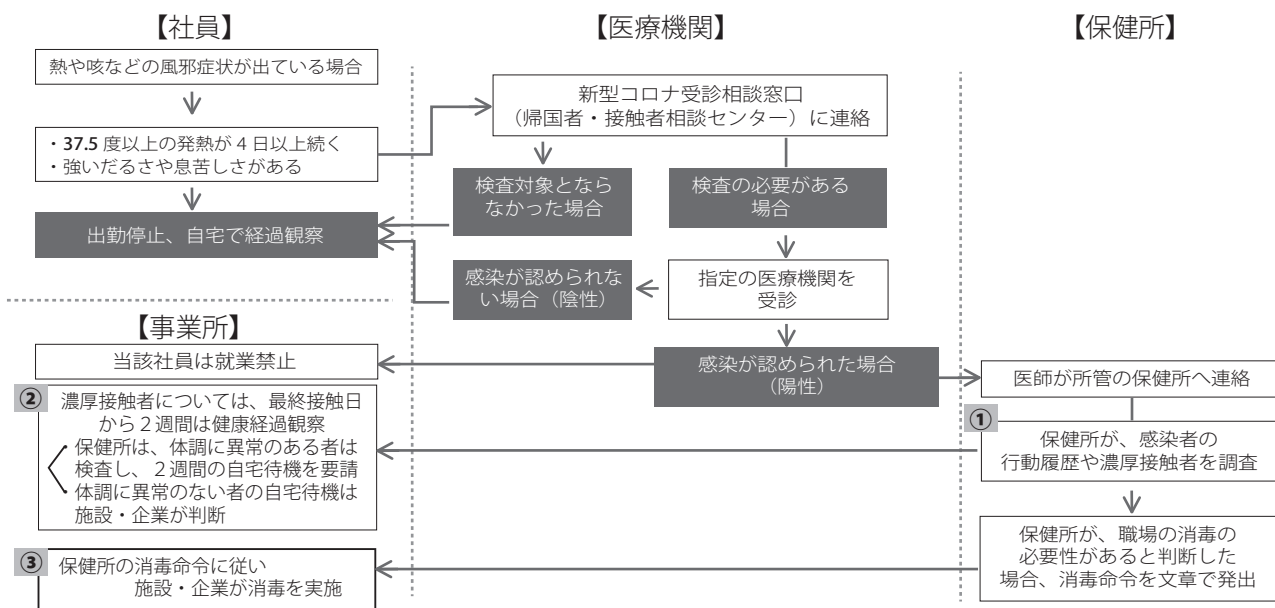 【社員】
熱や咳などの風邪症状が出ている場合
・37.5 度以上の発熱が 4 日以上続く
・強いだるさや息苦しさがある
出勤停止、自宅で経過観察
【医療機関】
新型コロナ受診相談窓口
（帰国者・接触者相談センター）に連絡
検査対象となら
なかった場合
検査の必要がある
場合
感染が認められな
い場合（陰性）
指定の医療機関を
受診
感染が認められた場合
（陽性）
【保健所】
医師が所管の保健所へ連絡
①
保健所が、感染者の
行動履歴や濃厚接触者を調査
保健所が、職場の消毒の
必要性があると判断した
場合、消毒命令を文章で発出
【事業所】
当該社員は就業禁止
② 濃厚接触者については、最終接触日
から２週間は健康経過観察
・保健所は、体調に異常のある者は
検査し、２週間の自宅待機を要請
・体調に異常のない者の自宅待機は
施設・企業が判断
③ 保健所の消毒命令に従い
施設・企業が消毒を実施